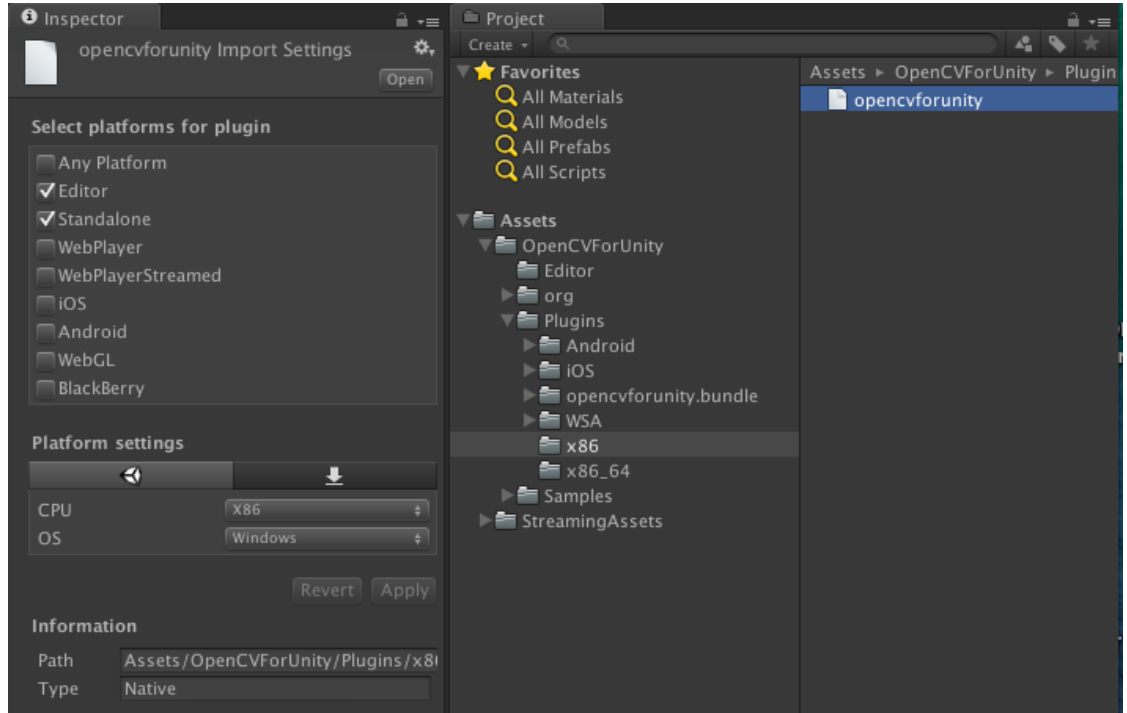 Inspector
opencvforunity Import Settings
Open
Select platforms for plugin
Any Platform
Editor
Standalone
WebPlayer
WebPlayerStreamed
iOS
Android
WebGL
BlackBerry
Platform settings
CPU X86
OS Windows
Revert Apply
Information
Path Assets/OpenCVForUnity/Plugins/x8
Type Native
Project
Create
Favorites
All Materials
All Models
All Prefabs
All Scripts
Assets
OpenCVForUnity
Editor
org
Plugins
Android
iOS
opencvforunity.bundle
WSA
x86
x86_64
Samples
StreamingAssets
Assets ▸ OpenCVForUnity ▸ Plugin
opencvforunity